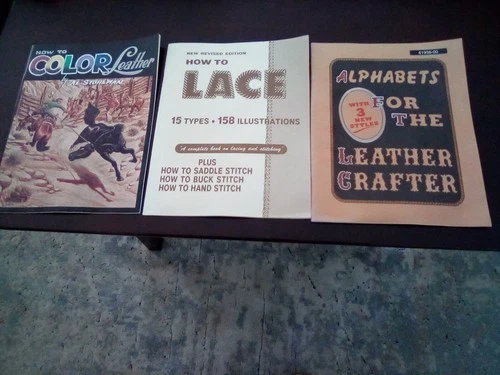 HOW TO
COLOR Leather
AL STOHLMAN
NEW REVISED EDITION
HOW TO
LACE
15 TYPES • 158 ILLUSTRATIONS
"A complete book on lacing and stitching"
PLUS
HOW TO SADDLE STITCH
HOW TO BUCK STITCH
HOW TO HAND STITCH
ALPHABETS
WITH
3
NEW
STYLES
FOR
THE
LEATHER
CRAFTER